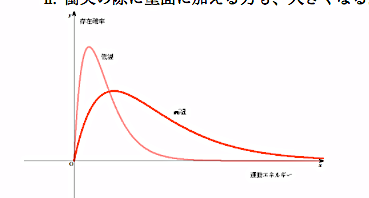 ii. 衝突の際に壁面に加える力も、大きくなる
y
存在確率
低温
高温
O
x
運動エネルギー